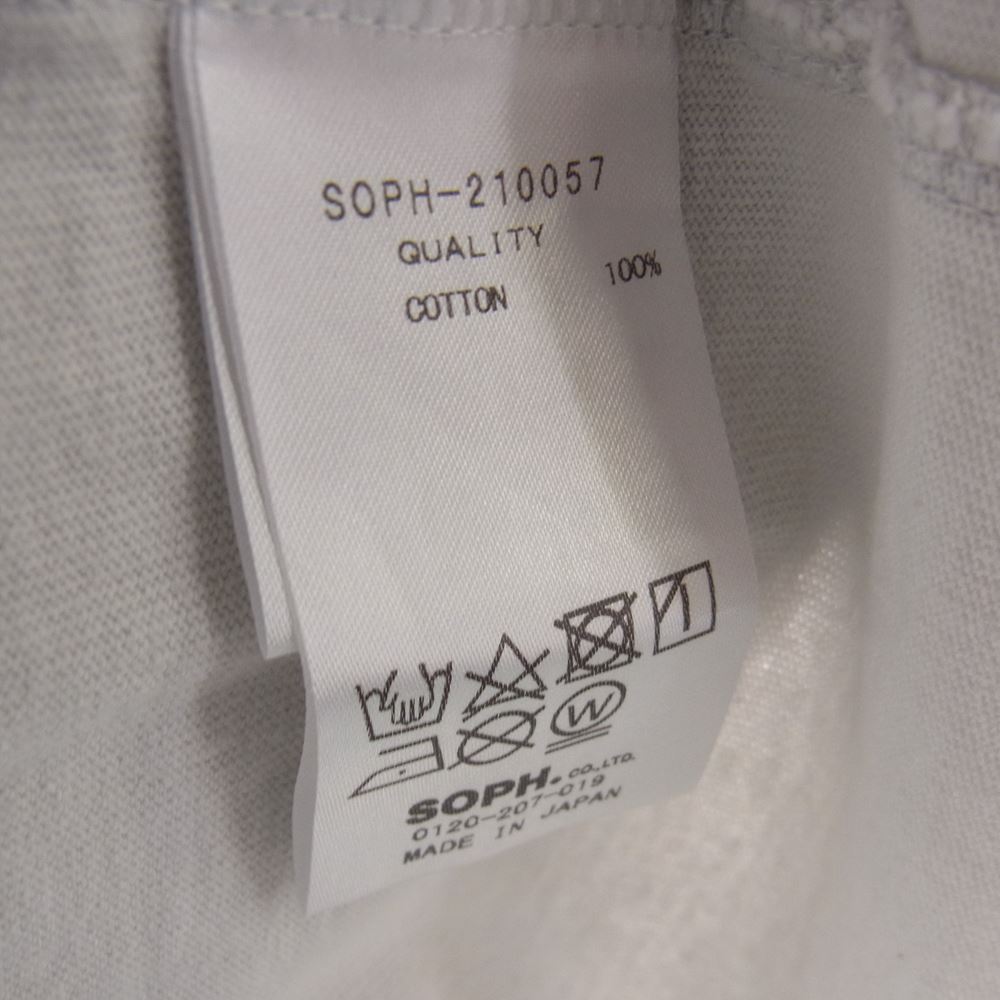 SOPH-210057
QUALITY
COTTON 100%
W
SOPH. CO.,LTD.
0120-207-019
MADE IN JAPAN